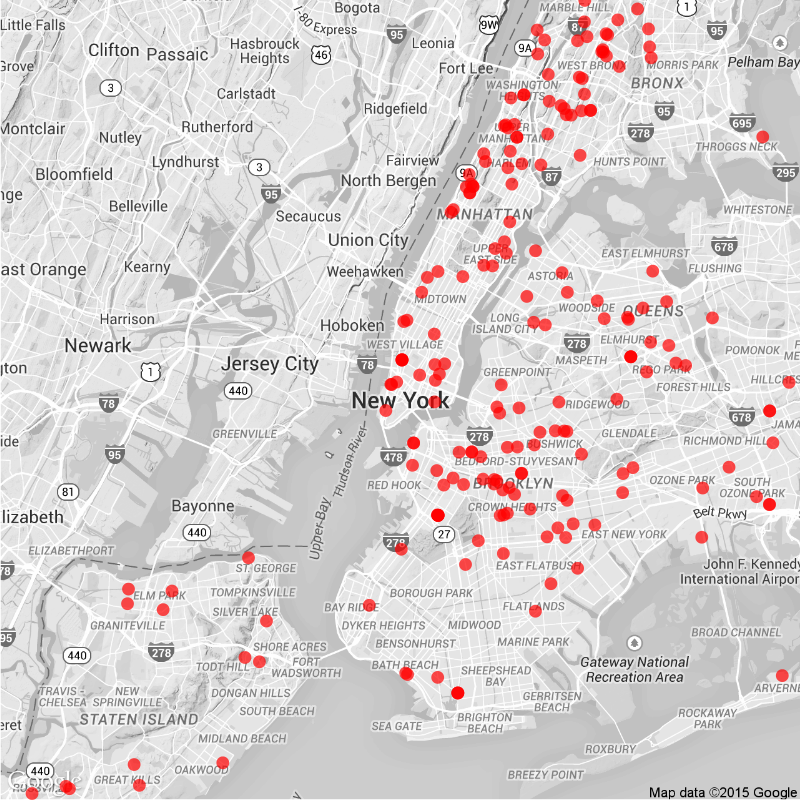 Little Falls
Bogota
MARBLE HILL
I-80 Express
9W
1
87
95
95
Leonia
Clifton
Passaic
Hasbrouck
Heights
46
9A
Fort Lee
WEST BRONX
MORRIS PARK
Pelham Bay
BRONX
3
Carlstadt
WASHINGTON
HEIGHTS
Ridgefield
95
695
Montclair
Nutley
Rutherford
UPPER
MANHATTAN
278
THROGGS NECK
Lyndhurst
3
Fairview
HARLEM
HUNTS POINT
Bloomfield
9A
87
295
North Bergen
95
Belleville
Secaucus
MANHATTAN
WHITESTONE
Union City
678
UPPER
EAST SIDE
EAST ELMHURST
ast Orange
Kearny
Weehawken
ASTORIA
FLUSHING
MIDTOWN
WOODSIDE
QUEENS
Harrison
Hoboken
LONG
ISLAND CITY
Newark
WEST VILLAGE
278
ELMHURST
POMONOK
MASPETH
Jersey City
78
1
GREENPOINT
REGO PARK
FOREST HILLS
440
78
New York
RIDGEWOOD
678
GREENVILLE
278
GLENDALE
BUSHWICK
RICHMOND HILL
95
478
BEDFORD-STUYVESANT
Hudson River
RED HOOK
BROOKLYN
OZONE PARK
SOUTH
OZONE PARK
81
Bayonne
CROWN HEIGHTS
Belt Pkwy
lizabeth
440
Upper Bay
27
EAST NEW YORK
278
ELIZABETHPORT
ST. GEORGE
EAST FLATBUSH
John F. Kennedy
International Airpor
78
ELM PARK
TOMPKINSVILLE
BOROUGH PARK
SILVER LAKE
BAY RIDGE
FLATLANDS
GRANITEVILLE
DYKER HEIGHTS
MIDWOOD
BROAD CHANNEL
95
278
SHORE ACRES
BENSONHURST
MARINE PARK
440
TODT HILL
FORT
WADSWORTH
BATH BEACH
SHEEPSHEAD
BAY
Gateway National
Recreation Area
TRAVIS -
CHELSEA
NEW
SPRINGVILLE
DONGAN HILLS
GERRITSEN
BEACH
ARVERNE
SOUTH BEACH
STATEN ISLAND
SEA GATE
BRIGHTON
BEACH
ROCKAWAY
PARK
MIDLAND BEACH
ROXBURY
440
GREAT KILLS
OAKWOOD
BREEZY POINT
Map data ©2015 Google